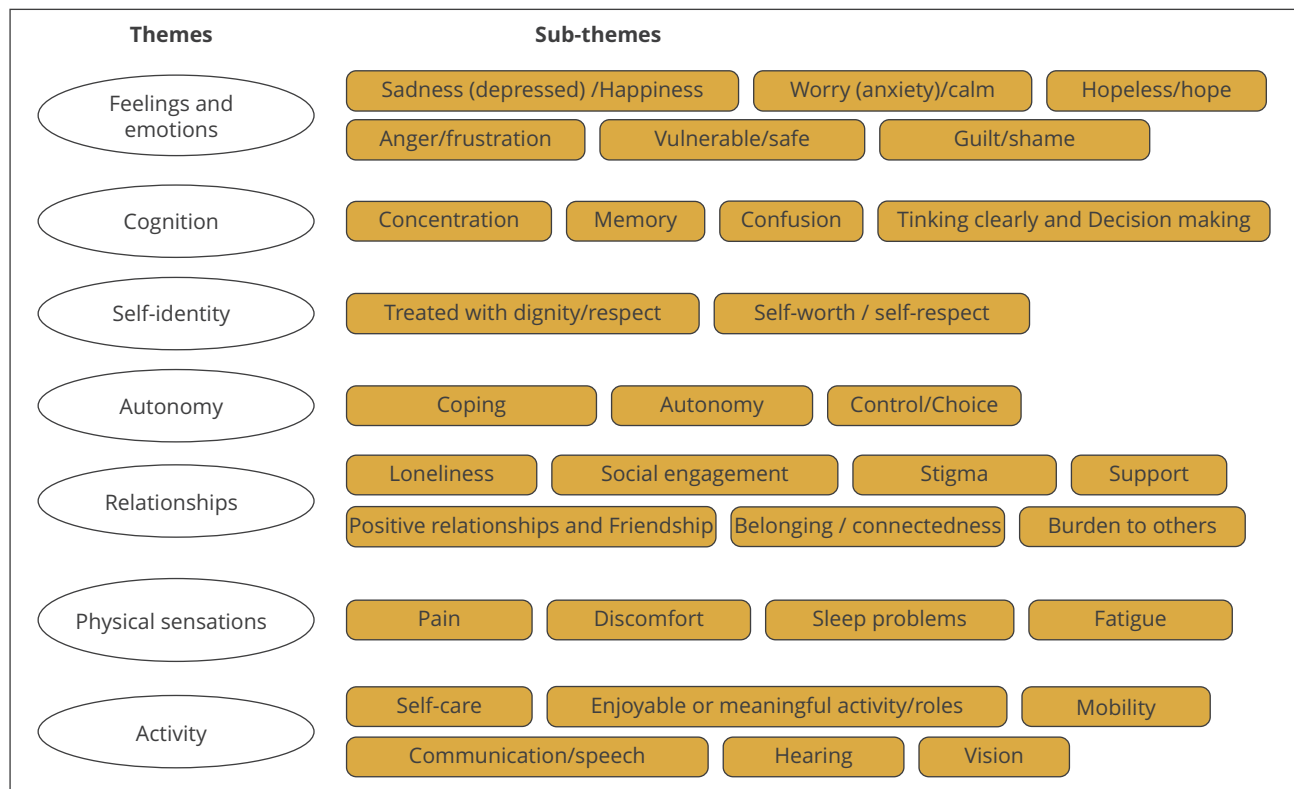 Themes Sub-themes
Feelings and
emotions
Sadness (depressed) /Happiness Worry (anxiety)/calm Hopeless/hope
Anger/frustration Vulnerable/safe Guilt/shame
Cognition
Concentration Memory Confusion Tinking clearly and Decision making
Self-identity
Treated with dignity/respect Self-worth / self-respect
Autonomy
Coping Autonomy Control/Choice
Relationships
Loneliness Social engagement Stigma Support
Positive relationships and Friendship Belonging / connectedness Burden to others
Physical sensations
Pain Discomfort Sleep problems Fatigue
Activity
Self-care Enjoyable or meaningful activity/roles Mobility
Communication/speech Hearing Vision